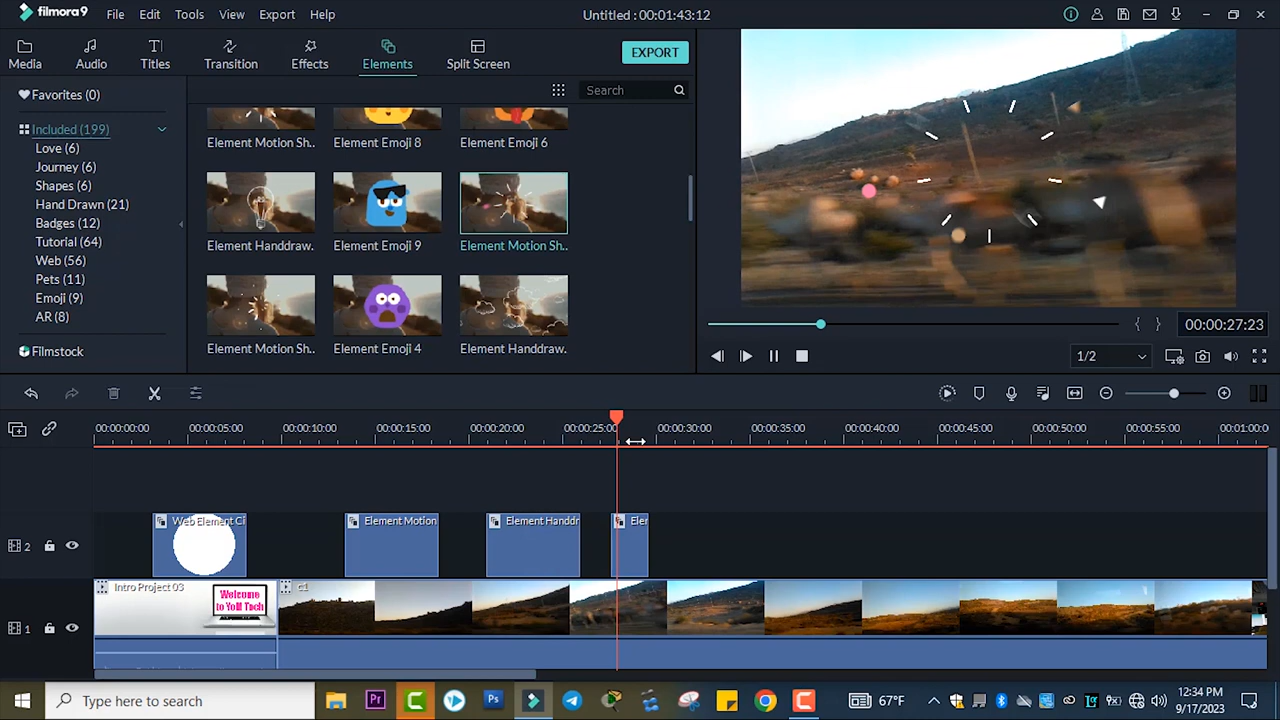 filmora9
File
Edit
Tools
View
Export
Help
Untitled : 00:01:43:12
Media
Audio
Titles
Transition
Effects
Elements
Split Screen
EXPORT
Favorites (0)
Included (199)
Love (6)
Journey (6)
Shapes (6)
Hand Drawn (21)
Badges (12)
Tutorial (64)
Web (56)
Pets (11)
Emoji (9)
AR (8)
Filmstock
Search
Element Motion Sh..
Element Emoji 8
Element Emoji 6
Element Handdraw.
Element Emoji 9
Element Motion Sh..
Element Motion Sh..
Element Emoji 4
Element Handdraw.
{ }
00:00:27:23
1/2
00:00:00:00
00:00:05:00
00:00:10:00
00:00:15:00
00:00:20:00
00:00:25:00
00:00:30:00
00:00:35:00
00:00:40:00
00:00:45:00
00:00:50:00
00:00:55:00
00:01:00:0
2
Web Element Ci
Element Motion
Element Handdr
Eler
1
Intro Project 03
Welcome
c1
Type here to search
Pr
Ps
67°F
12:34 PM
9/17/2023